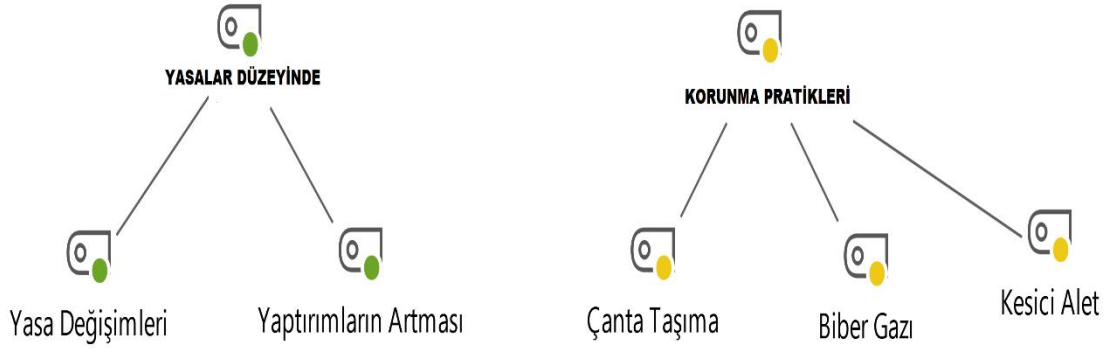 YASALAR DÜZEYİNDE
KORUNMA PRATİKLERİ
Yasa Değişimleri
Yaptırımların Artması
Çanta Taşıma
Biber Gazı
Kesici Alet